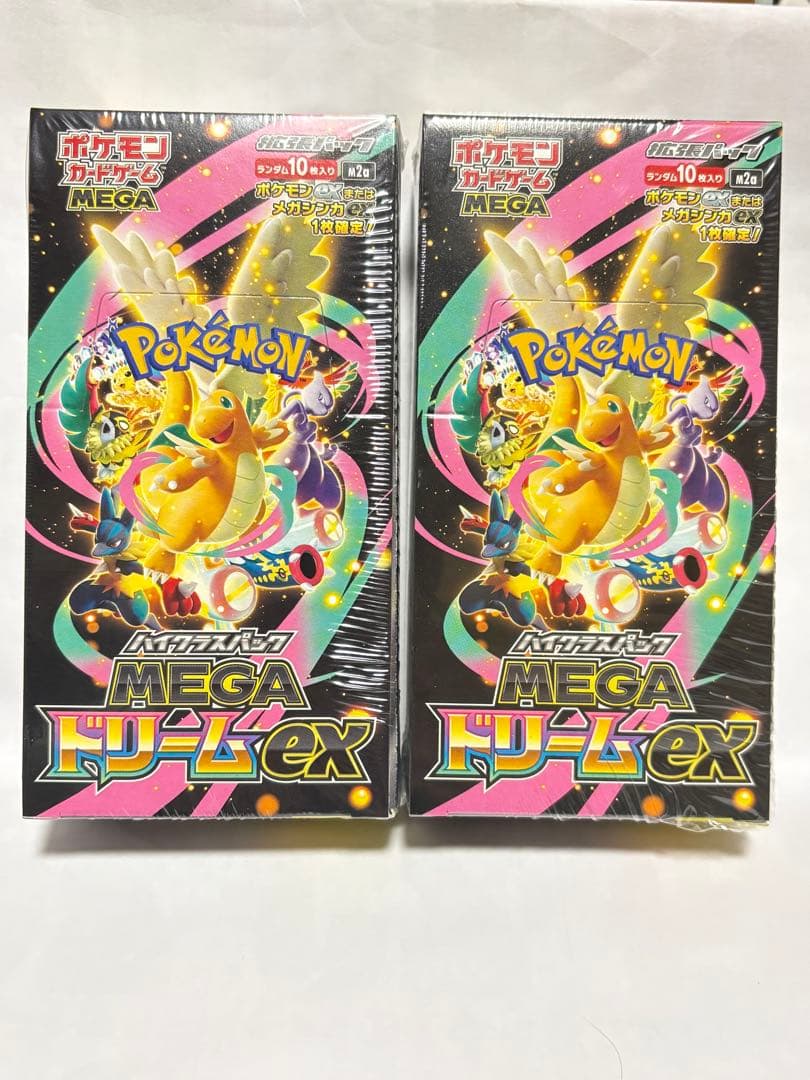 ポケモン
カードゲーム
MEGA
拡張パック
ランダム10枚入り
M2a
ポケモンexまたは
メガシンカex
1枚確定!
POKÉMON
TM
ハイクラスパック
MEGA
ドリームex
ポケモン
カードゲーム
MEGA
拡張パック
ランダム10枚入り
M2a
ポケモンexまたは
メガシンカex
1枚確定!
POKÉMON
TM
ハイクラスパック
MEGA
ドリームex